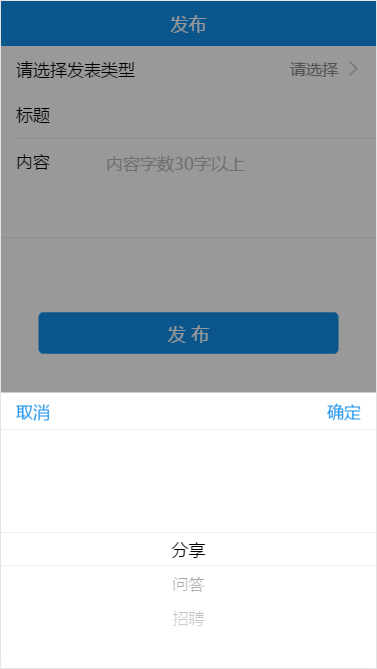 发布
请选择发表类型 请选择
标题
内容 内容字数30字以上
发 布
取消 确定
分享
问答
招聘